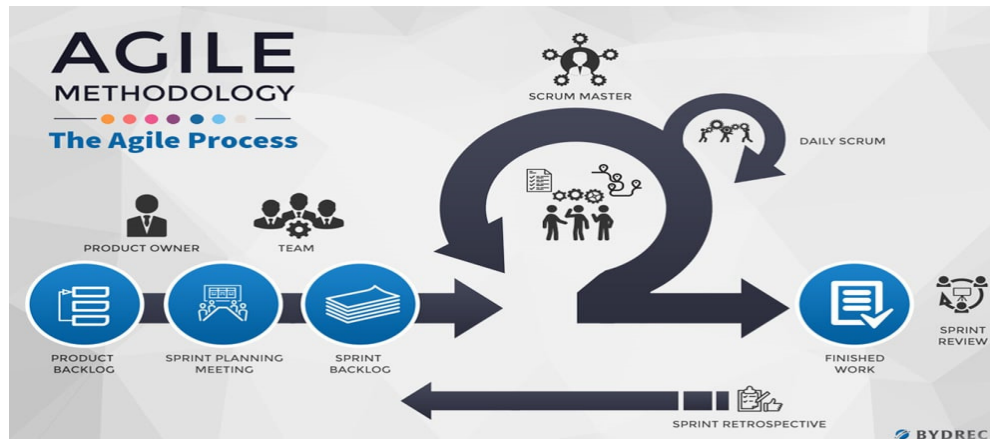 AGILE
METHODOLOGY
The Agile Process
SCRUM MASTER
DAILY SCRUM
PRODUCT OWNER
TEAM
PRODUCT
BACKLOG
SPRINT PLANNING
MEETING
SPRINT
BACKLOG
FINISHED
WORK
SPRINT
REVIEW
SPRINT RETROSPECTIVE
BYDREC